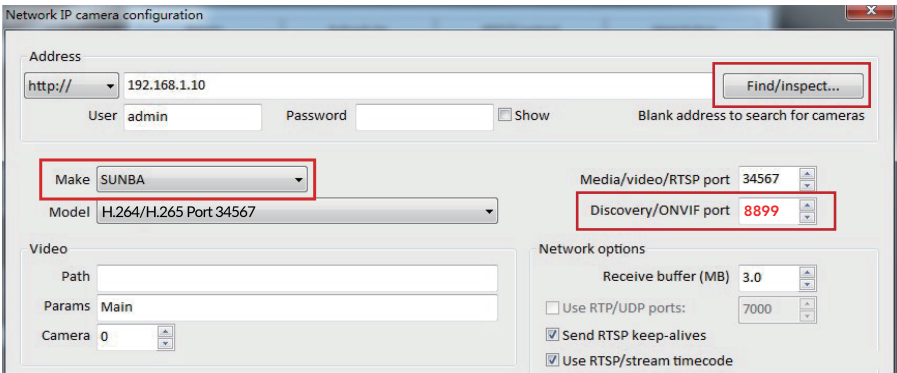 Network IP camera configuration
Address
http:// 192.168.1.10 Find/inspect...
User admin Password Show Blank address to search for cameras
Make SUNBA Media/video/RTSP port 34567
Model H.264/H.265 Port 34567 Discovery/ONVIF port 8899
Video Network options
Path Receive buffer (MB) 3.0
Params Main Use RTP/UDP ports: 7000
Camera 0 Send RTSP keep-alives
Use RTSP/stream timecode